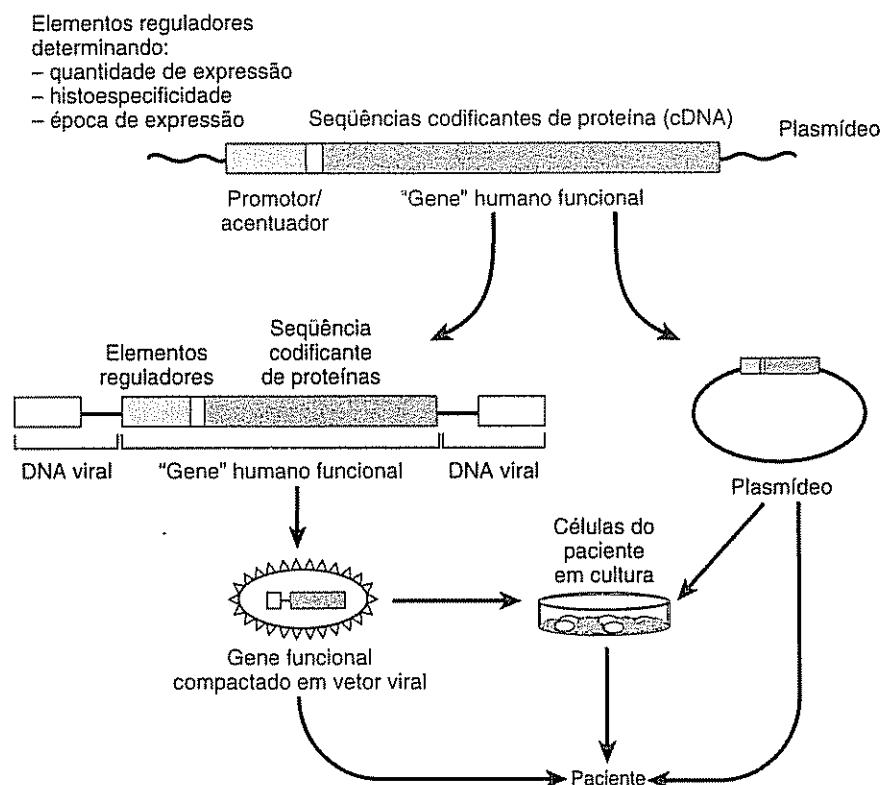 Elementos reguladores
determinando:
– quantidade de expressão
– histoespecificidade
– época de expressão
Seqüências codificantes de proteína (cDNA)
Plasmídeo
Promotor/
acentuador
"Gene" humano funcional
Elementos
reguladores
Seqüência
codificante
de proteínas
DNA viral
"Gene" humano funcional
DNA viral
Plasmídeo
Células do
paciente
em cultura
Gene funcional
compactado em vetor viral
Paciente